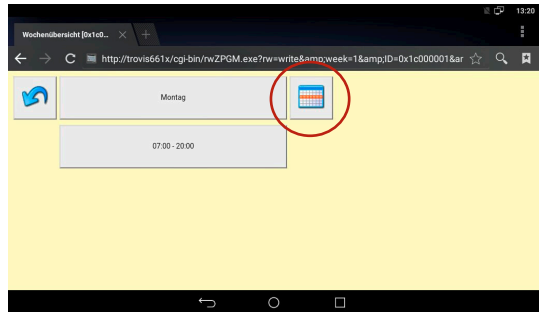 13:20
Wochenübersicht [0x1c0...
http://trovis661x/cgi-bin/rwZPGM.exe?rw=write&amp;week=1&amp;ID=0x1c000001&ar
Montag
07:00 - 20:00